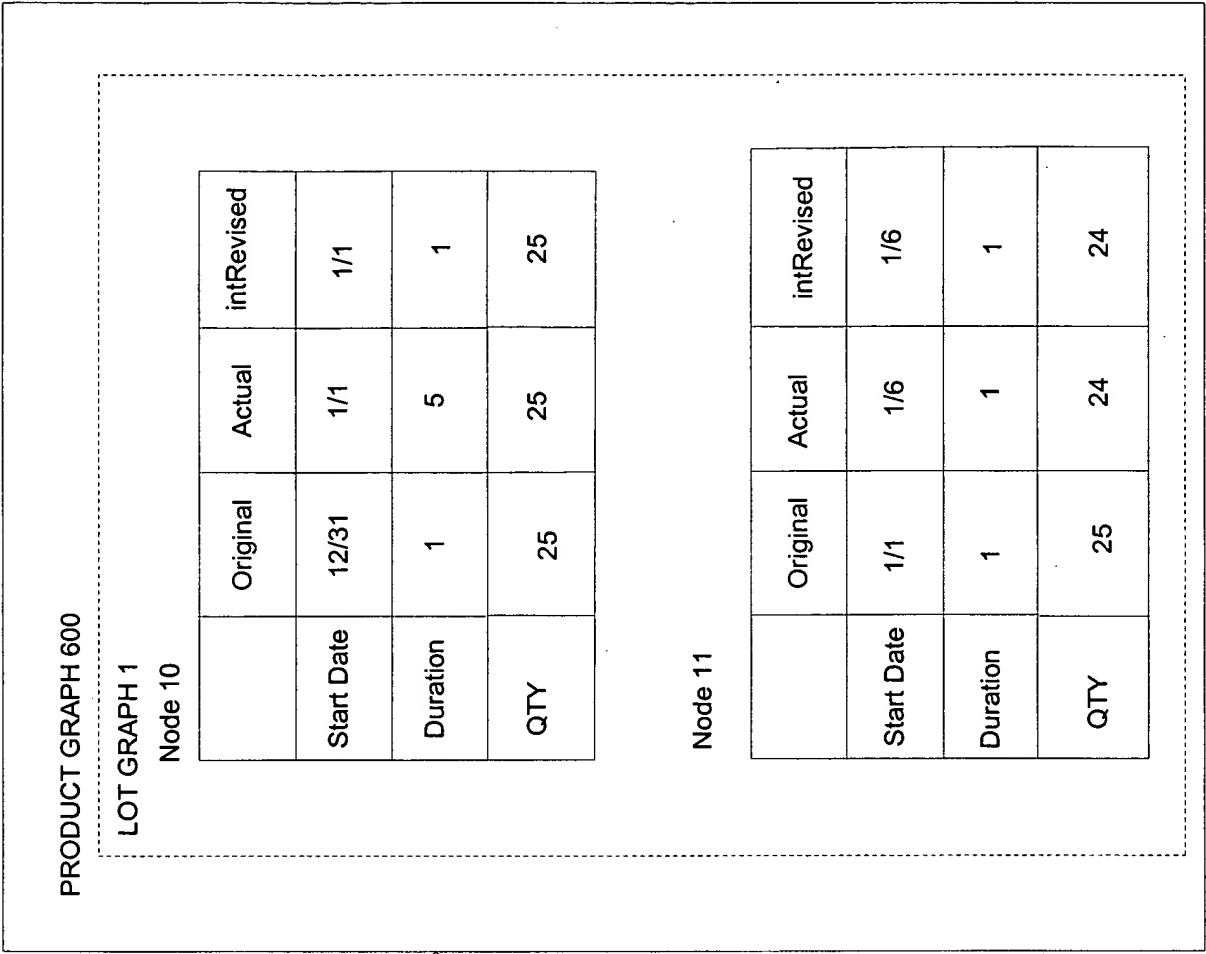 PRODUCT GRAPH 600
LOT GRAPH 1
Node 10
Original Actual intRevised
Start Date 12/31 1/1 1/1
Duration 1 5 1
QTY 25 25 25
Node 11
Original Actual intRevised
Start Date 1/1 1/6 1/6
Duration 1 1 1
QTY 25 24 24